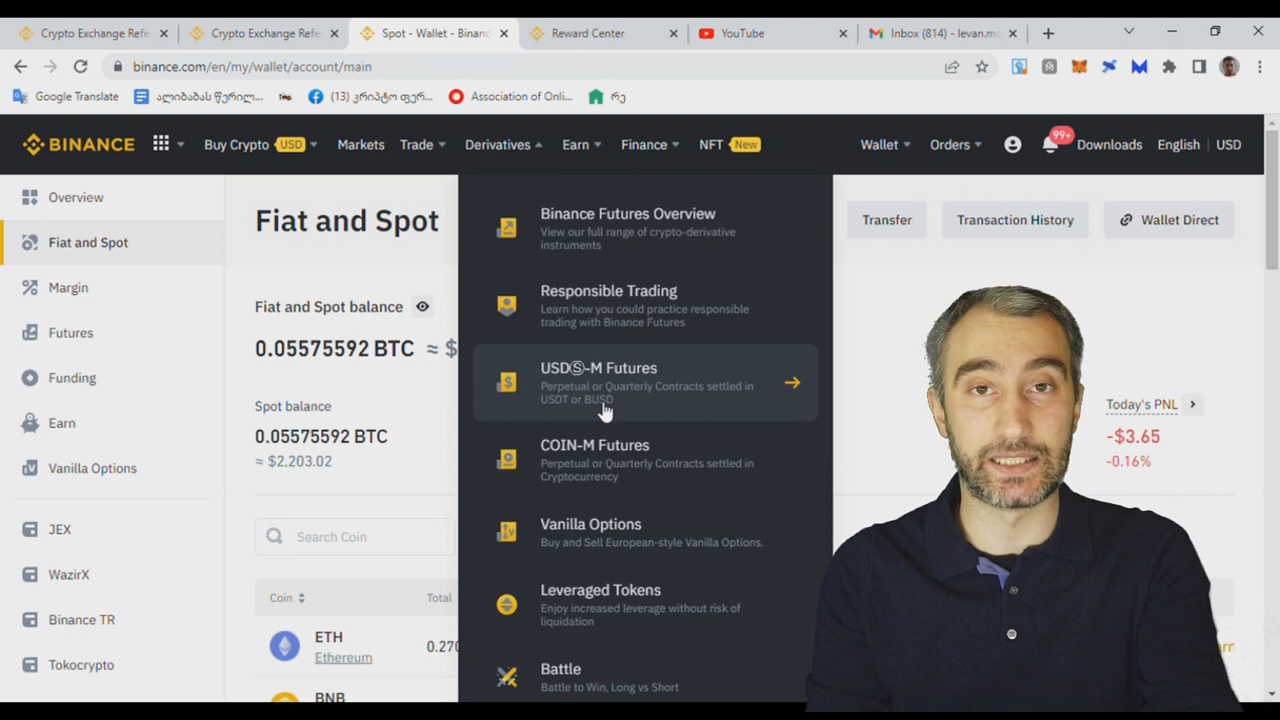 Crypto Exchange Refe
Crypto Exchange Refe
Spot - Wallet - Binanc
Reward Center
YouTube
Inbox (814) - levan.mc
binance.com/en/my/wallet/account/main
Google Translate
ალიბაბას წერილ...
(13) კრიპტო ფერ...
Association of Onli...
რე
BINANCE
Buy Crypto USD
Markets
Trade
Derivatives
Earn
Finance
NFT New
Wallet
Orders
99+
Downloads
English
USD
Overview
Fiat and Spot
Margin
Futures
Funding
Earn
Vanilla Options
JEX
WazirX
Binance TR
Tokocrypto
Fiat and Spot
Transfer
Transaction History
Wallet Direct
Fiat and Spot balance
0.05575592 BTC ≈ $
Spot balance
0.05575592 BTC
≈ $2,203.02
Today's PNL
-$3.65
-0.16%
Search Coin
Coin
Total
ETH
Ethereum
0.270
BNB
Binance Futures Overview
View our full range of crypto-derivative
instruments
Responsible Trading
Learn how you could practice responsible
trading with Binance Futures
USDⓈ-M Futures
Perpetual or Quarterly Contracts settled in
USDT or BUSD
COIN-M Futures
Perpetual or Quarterly Contracts settled in
Cryptocurrency
Vanilla Options
Buy and Sell European-style Vanilla Options.
Leveraged Tokens
Enjoy increased leverage without risk of
liquidation
Battle
Battle to Win, Long vs Short